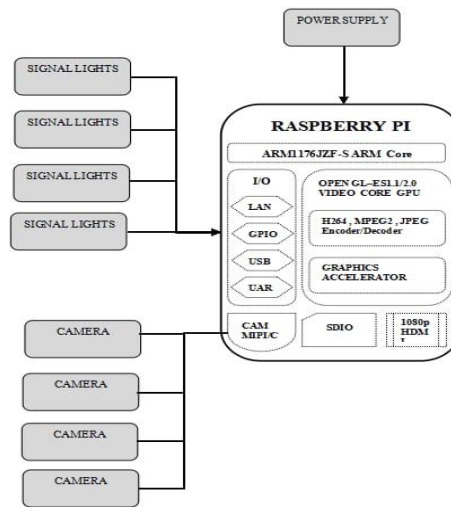 POWER SUPPLY
SIGNAL LIGHTS
SIGNAL LIGHTS
SIGNAL LIGHTS
SIGNAL LIGHTS
RASPBERRY PI
ARM1176JZF-S ARM Core
I/O
LAN
GPIO
USB
UAR
OPEN GL–ES1.1/2.0
VIDEO CORE GPU
H264 , MPEG2 , JPEG
Encoder/Decoder
GRAPHICS
ACCELERATOR
CAM
MIPI/C
SDIO
1080p
HDM
CAMERA
CAMERA
CAMERA
CAMERA